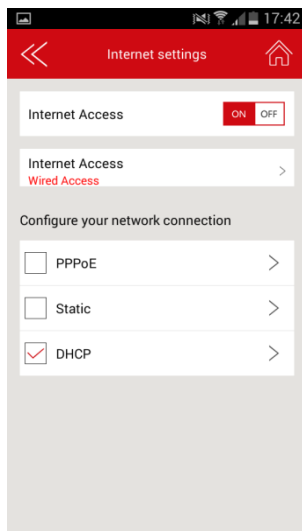 17:42
Internet settings
Internet Access
ON OFF
Internet Access
Wired Access
Configure your network connection
PPPoE
Static
DHCP